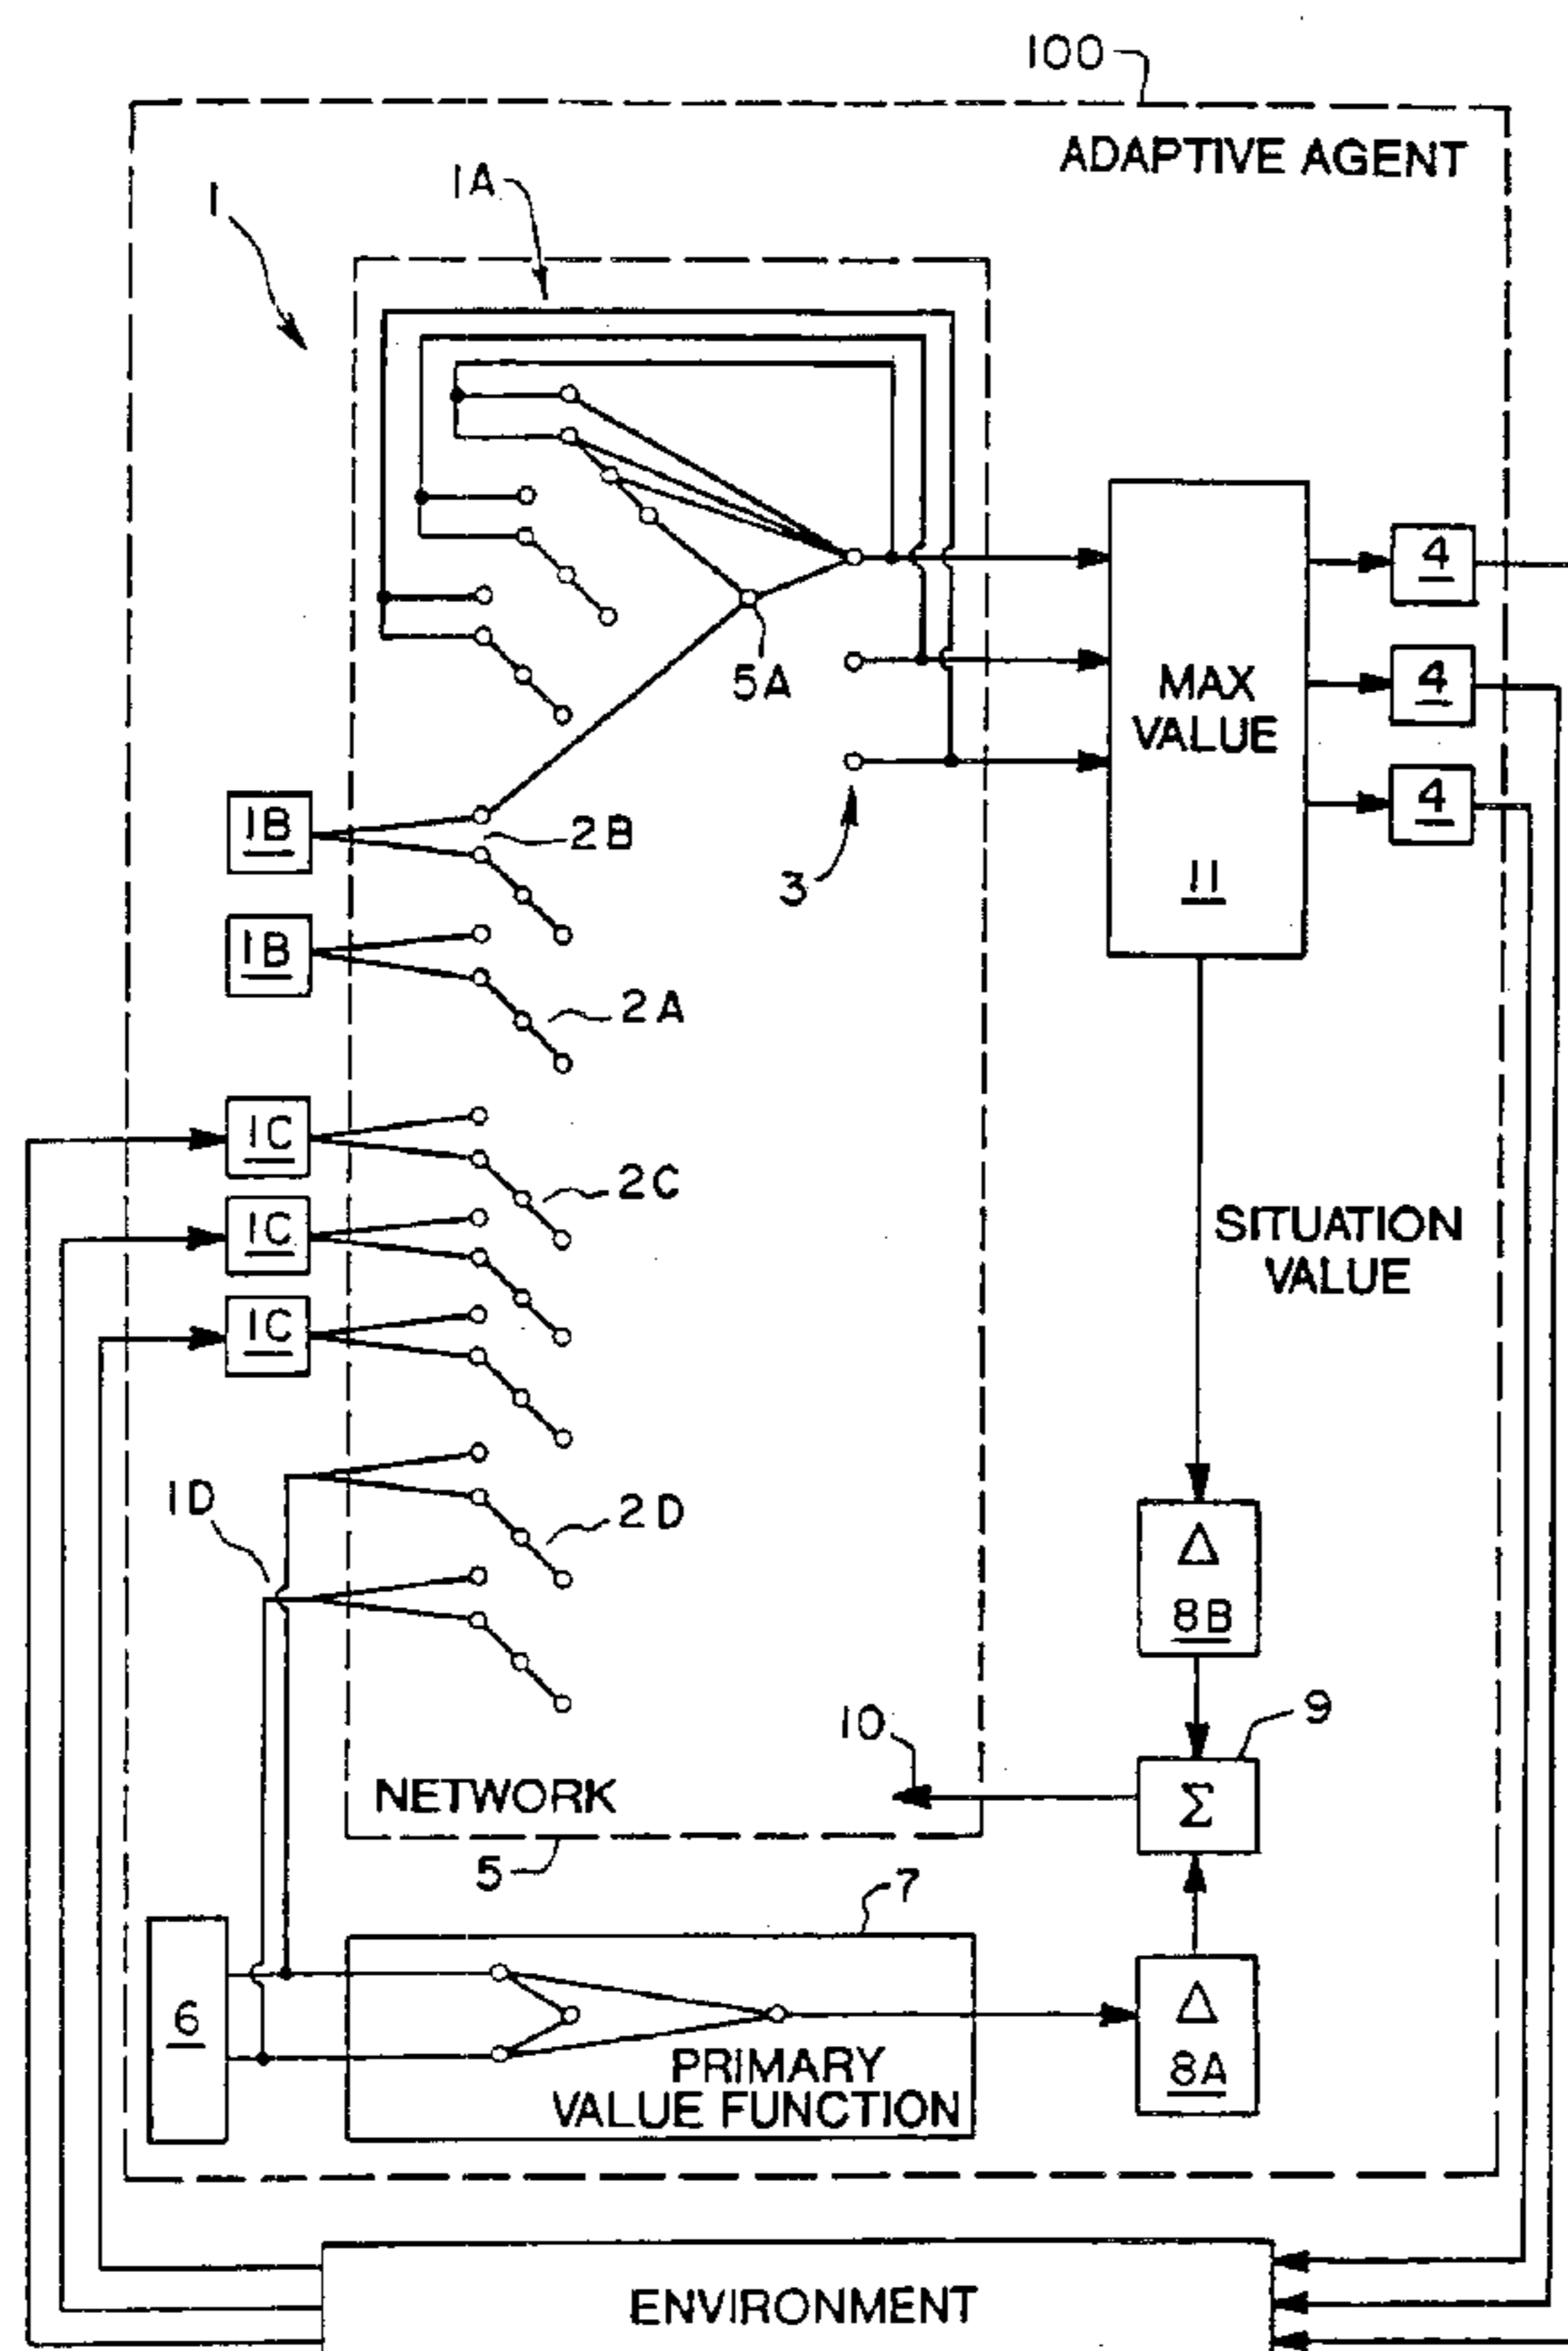 100
ADAPTIVE AGENT
1
1A
5A
MAX
VALUE
11
4
4
4
3
1B
2B
1B
2A
1C
2C
1C
1C
SITUATION
VALUE
1D
2D
Δ
8B
10
9
Σ
NETWORK
5
7
6
PRIMARY
VALUE FUNCTION
Δ
8A
ENVIRONMENT